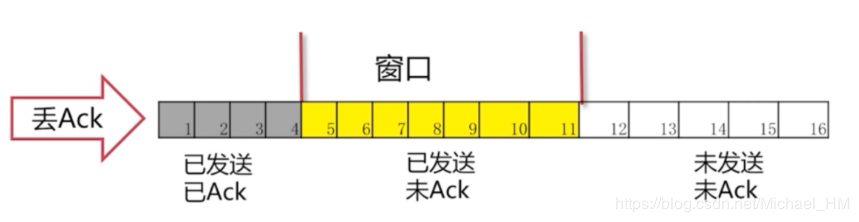 窗口
丢Ack
1 2 3 4 5 6 7 8 9 10 11 12 13 14 15 16
已发送 已发送 未发送
已Ack 未Ack 未Ack
https://blog.csdn.net/Michael_HM